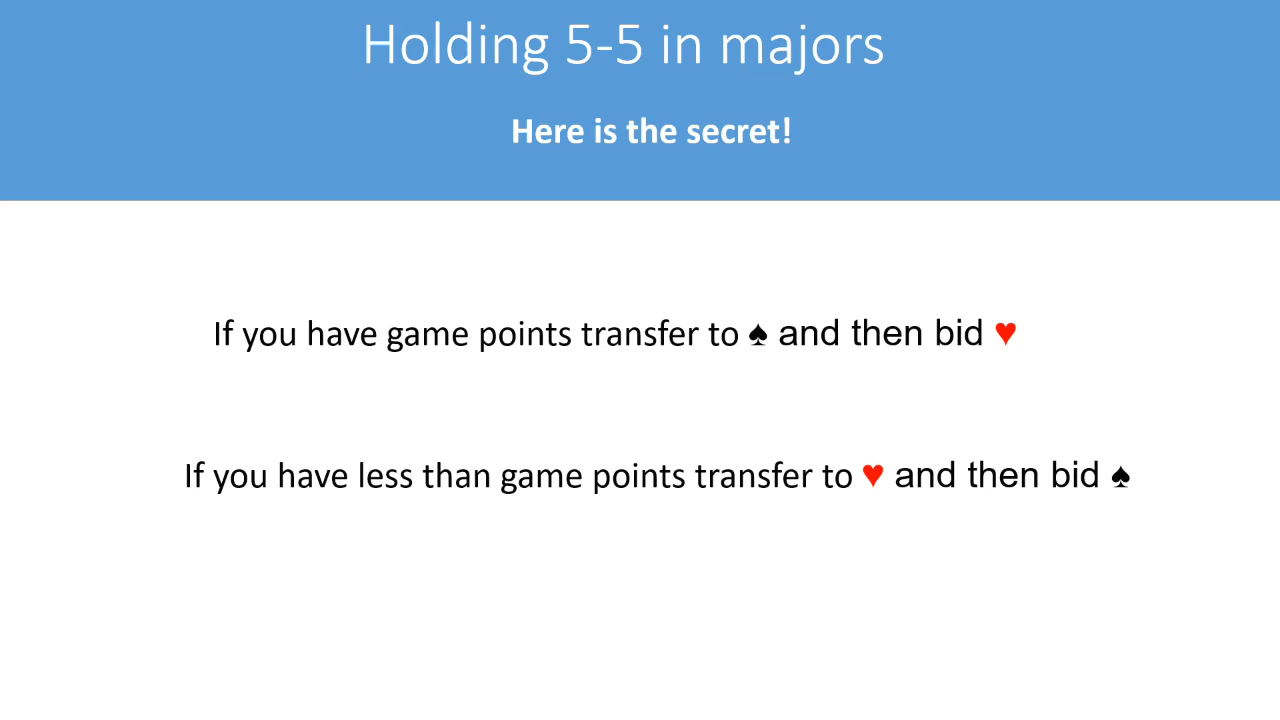 Holding 5-5 in majors
Here is the secret!
If you have game points transfer to ♠ and then bid ♥
If you have less than game points transfer to ♥ and then bid ♠